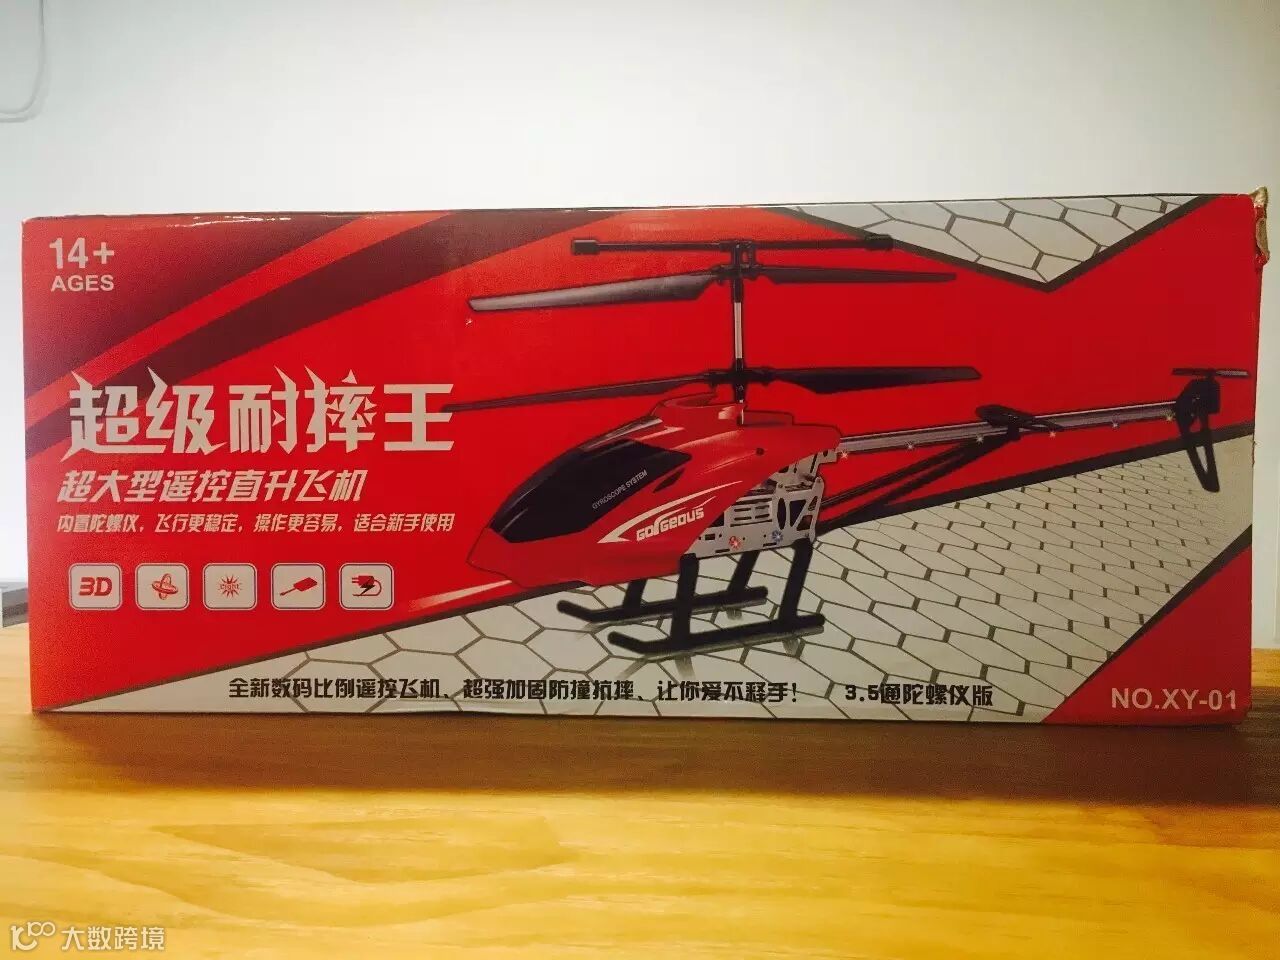 14+
AGES
超级耐摔王
超大型遥控直升飞机
内置陀螺仪，飞行更稳定，操作更容易，适合新手使用
3D
GYROSCOPE SYSTEM
GORGEOUS
全新数码比例遥控飞机、超强加固防撞抗摔、让你爱不释手！ 3.5通陀螺仪版
NO.XY-01
大数跨境